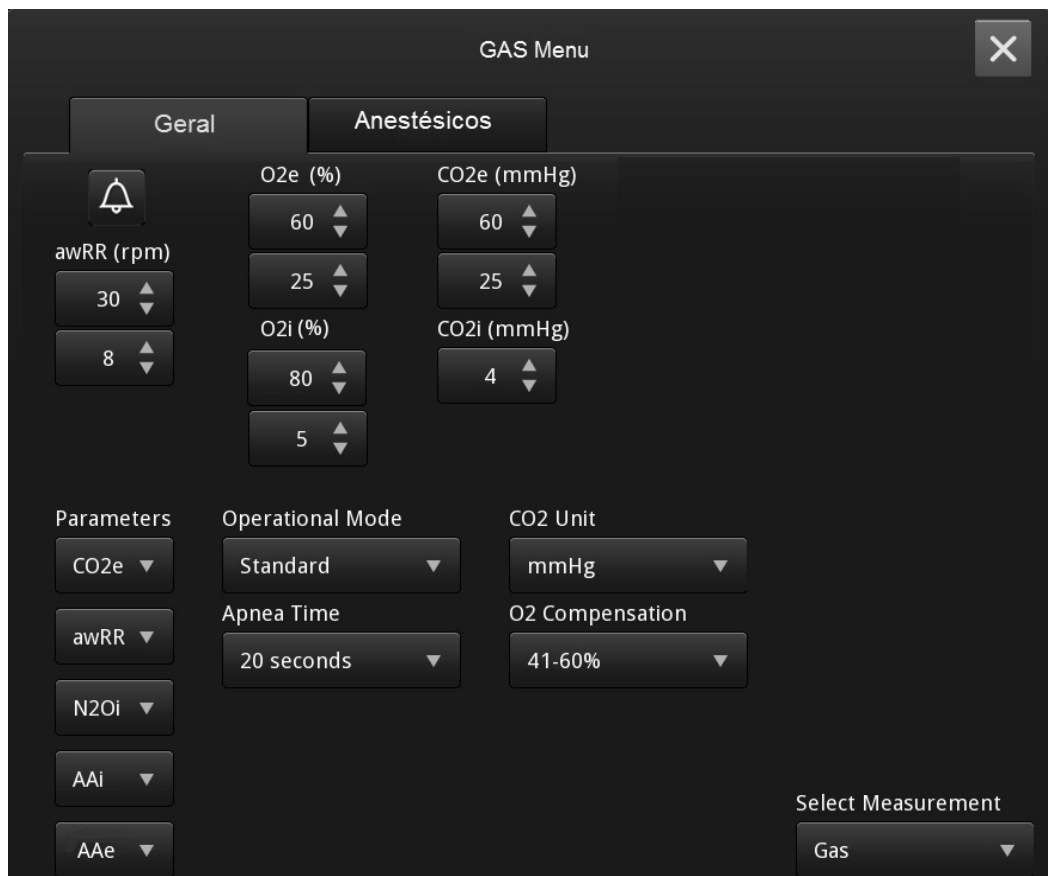 GAS Menu
Geral
Anestésicos
O2e (%)
CO2e (mmHg)
60
60
awRR (rpm)
25
25
30
O2i (%)
CO2i (mmHg)
8
80
4
5
Parameters
Operational Mode
CO2 Unit
CO2e
Standard
mmHg
Apnea Time
O2 Compensation
awRR
20 seconds
41-60%
N2Oi
AAi
Select Measurement
AAe
Gas